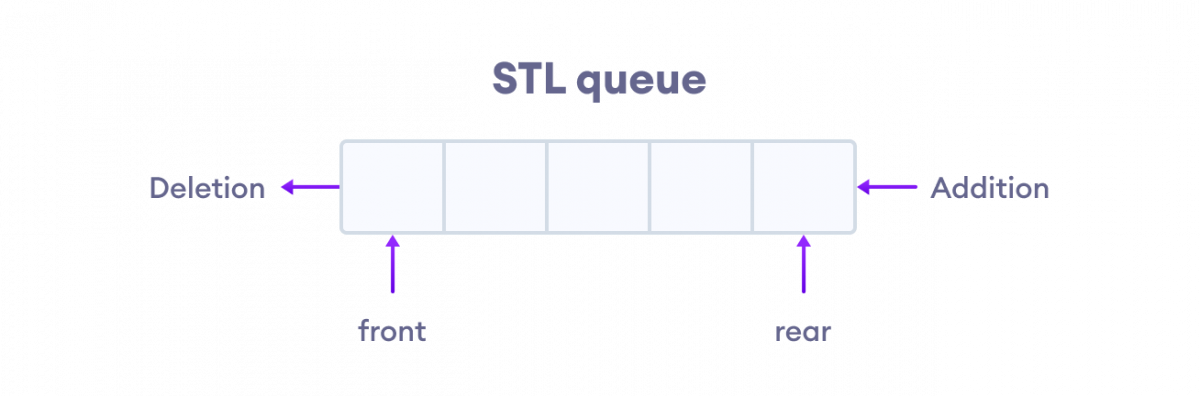 STL queue
Deletion
Addition
front
rear